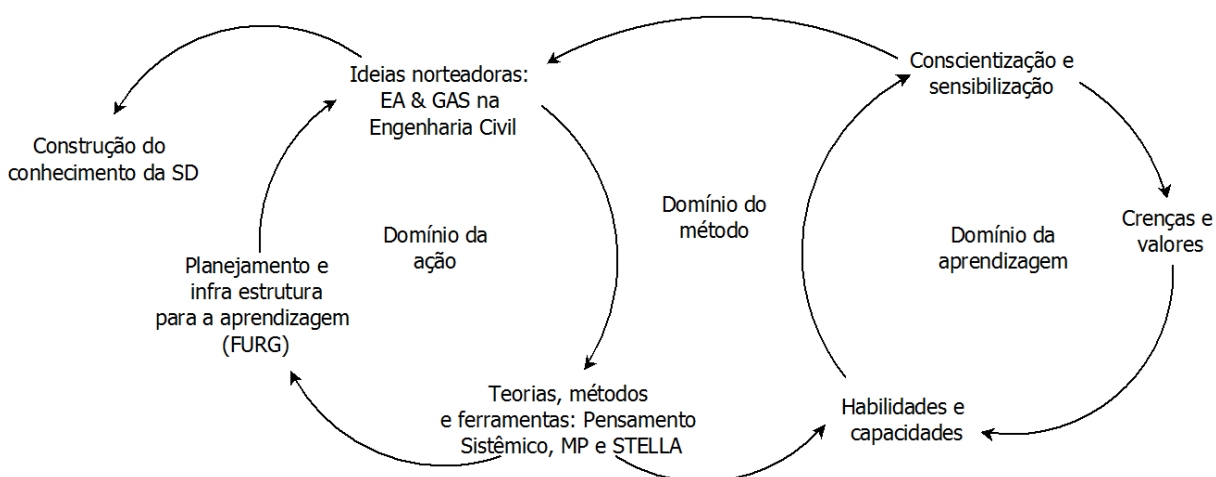 Ideias norteadoras:
EA & GAS na
Engenharia Civil
Conscientização e
sensibilização
Construção do
conhecimento da SD
Domínio do
método
Crenças e
valores
Domínio da
ação
Domínio da
aprendizagem
Planejamento e
infra estrutura
para a aprendizagem
(FURG)
Teorias, métodos
e ferramentas: Pensamento
Sistêmico, MP e STELLA
Habilidades e
capacidades